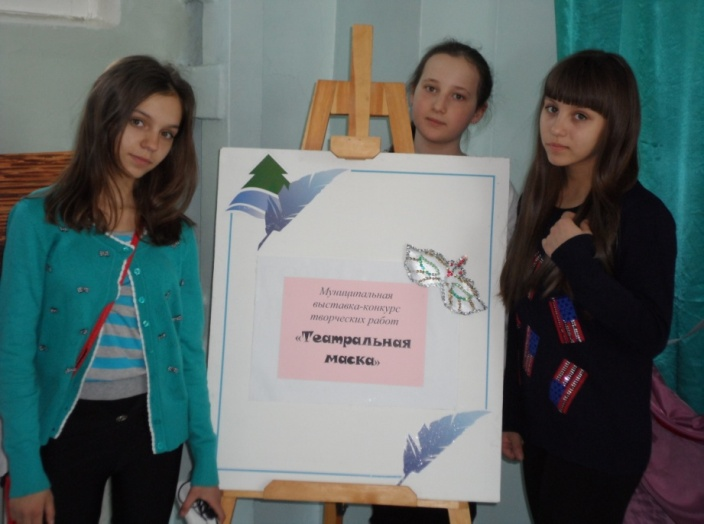 Муниципальная
выставка-конкурс
творческих работ
«Театральная
маска»